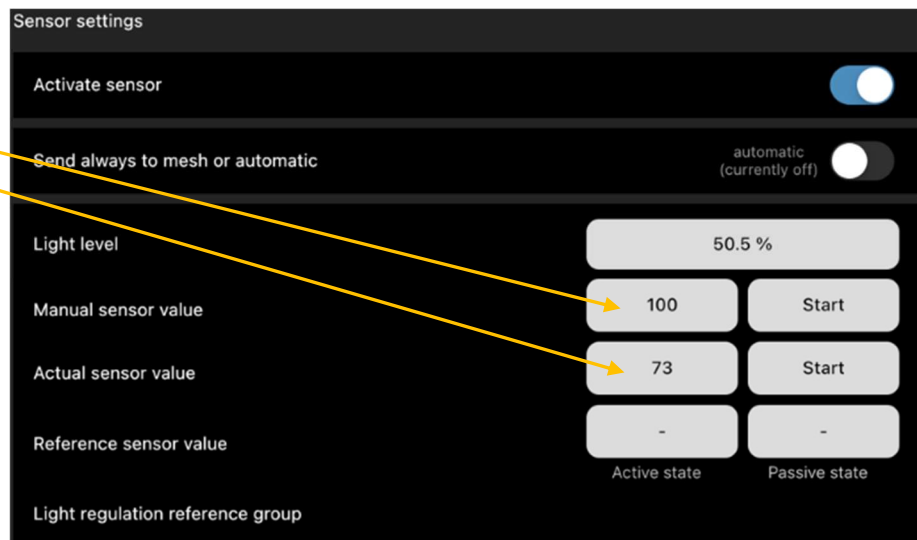 Sensor settings
Activate sensor
Send always to mesh or automatic
automatic
(currently off)
Light level
50.5 %
Manual sensor value
100
Start
Actual sensor value
73
Start
Reference sensor value
-
-
Active state
Passive state
Light regulation reference group